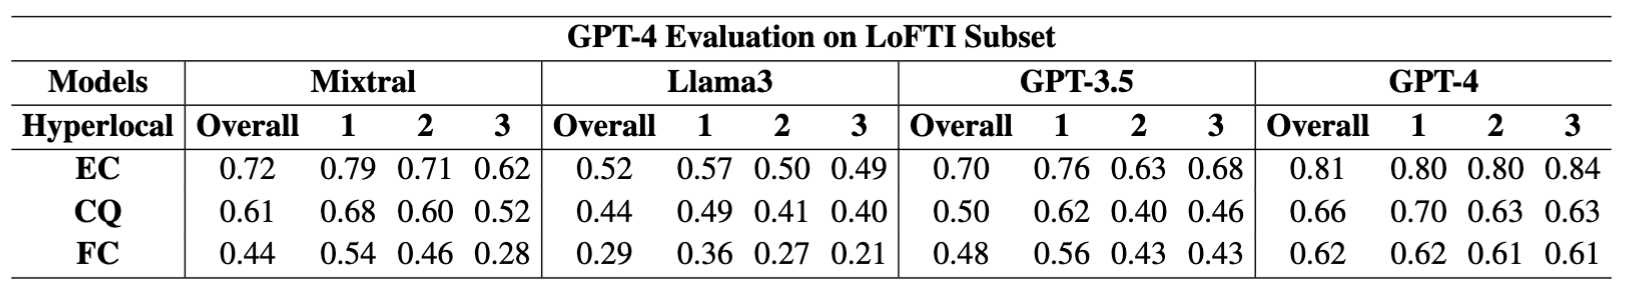 GPT-4 Evaluation on LoFTI Subset
Models Mixtral Llama3 GPT-3.5 GPT-4
Hyperlocal Overall 1 2 3 Overall 1 2 3 Overall 1 2 3 Overall 1 2 3
EC 0.72 0.79 0.71 0.62 0.52 0.57 0.50 0.49 0.70 0.76 0.63 0.68 0.81 0.80 0.80 0.84
CQ 0.61 0.68 0.60 0.52 0.44 0.49 0.41 0.40 0.50 0.62 0.40 0.46 0.66 0.70 0.63 0.63
FC 0.44 0.54 0.46 0.28 0.29 0.36 0.27 0.21 0.48 0.56 0.43 0.43 0.62 0.62 0.61 0.61